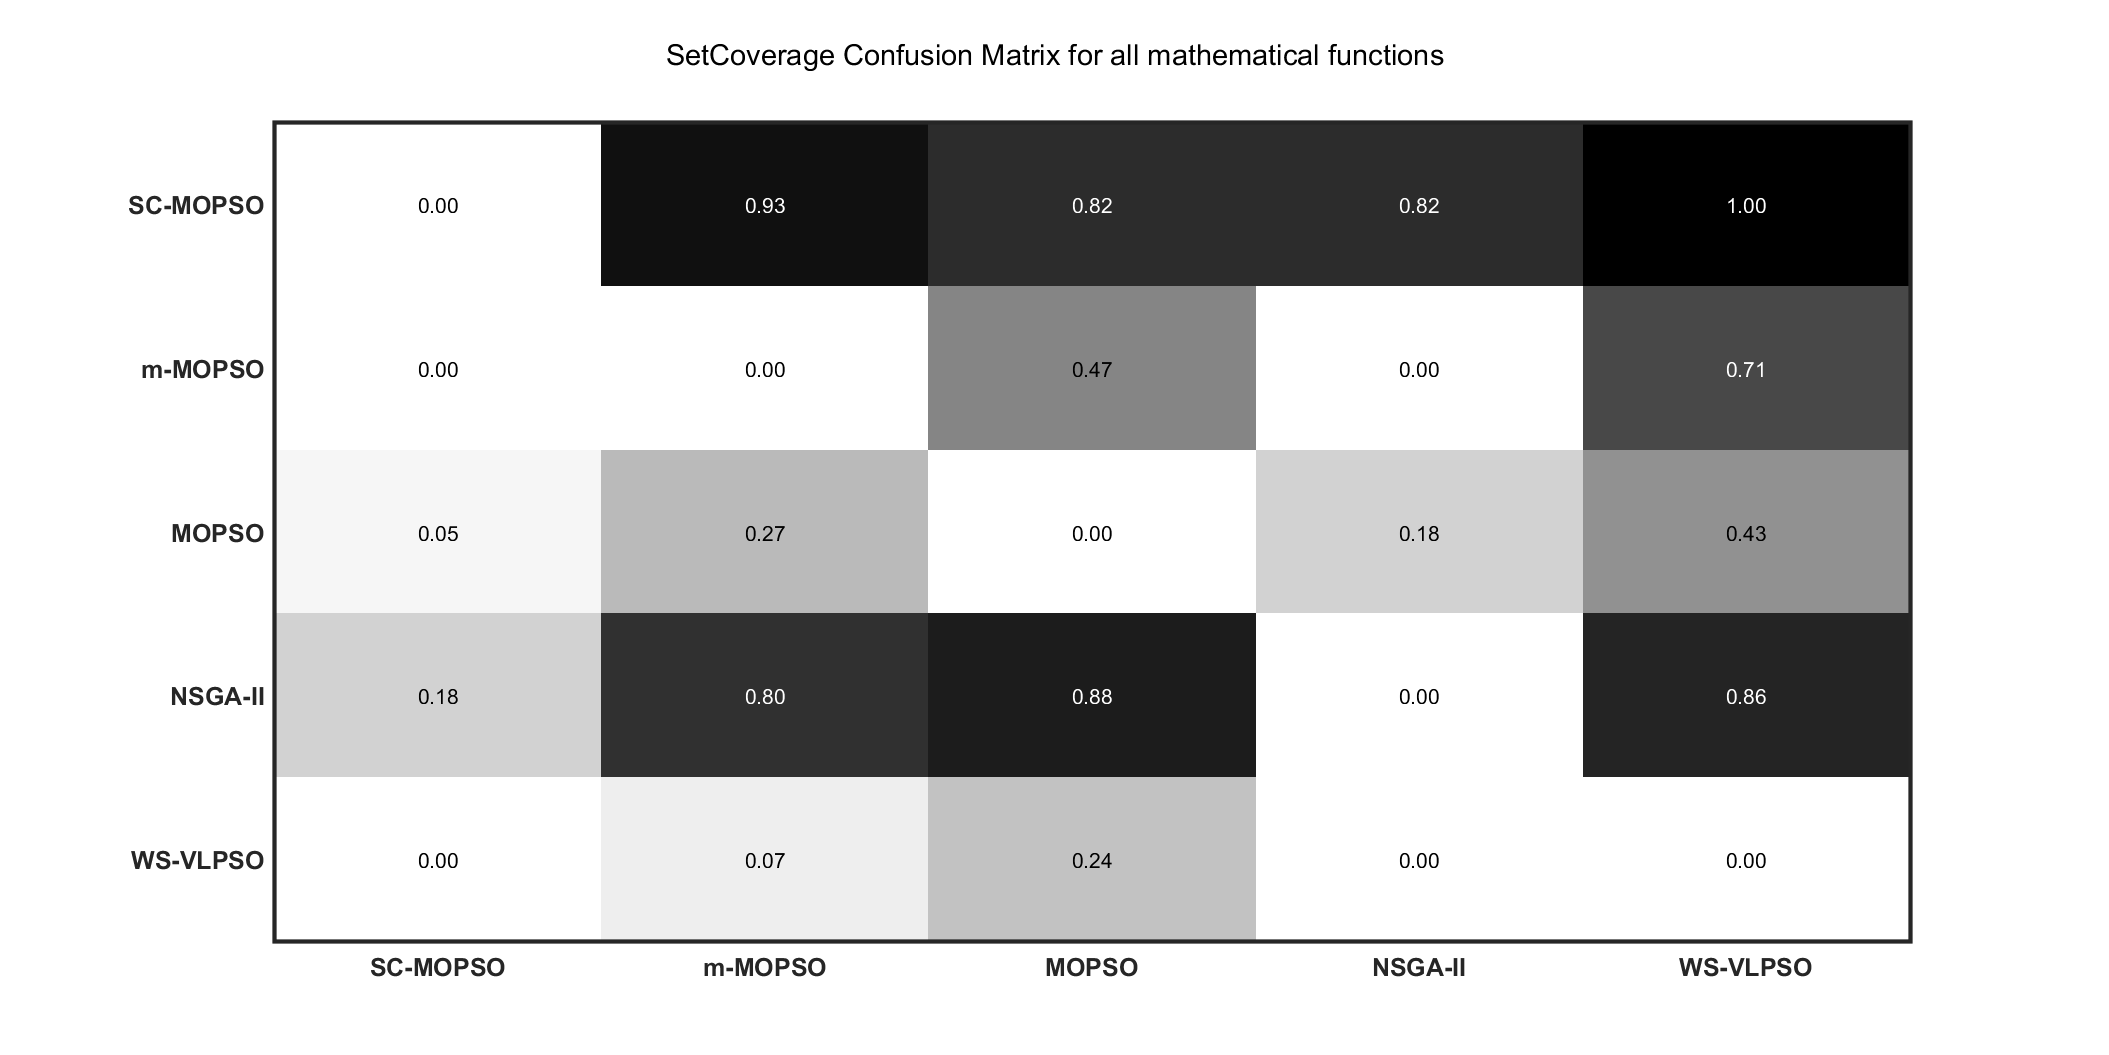 SetCoverage Confusion Matrix for all mathematical functions
SC-MOPSO 0.00 0.93 0.82 0.82 1.00
m-MOPSO 0.00 0.00 0.47 0.00 0.71
MOPSO 0.05 0.27 0.00 0.18 0.43
NSGA-II 0.18 0.80 0.88 0.00 0.86
WS-VLPSO 0.00 0.07 0.24 0.00 0.00
SC-MOPSO m-MOPSO MOPSO NSGA-II WS-VLPSO